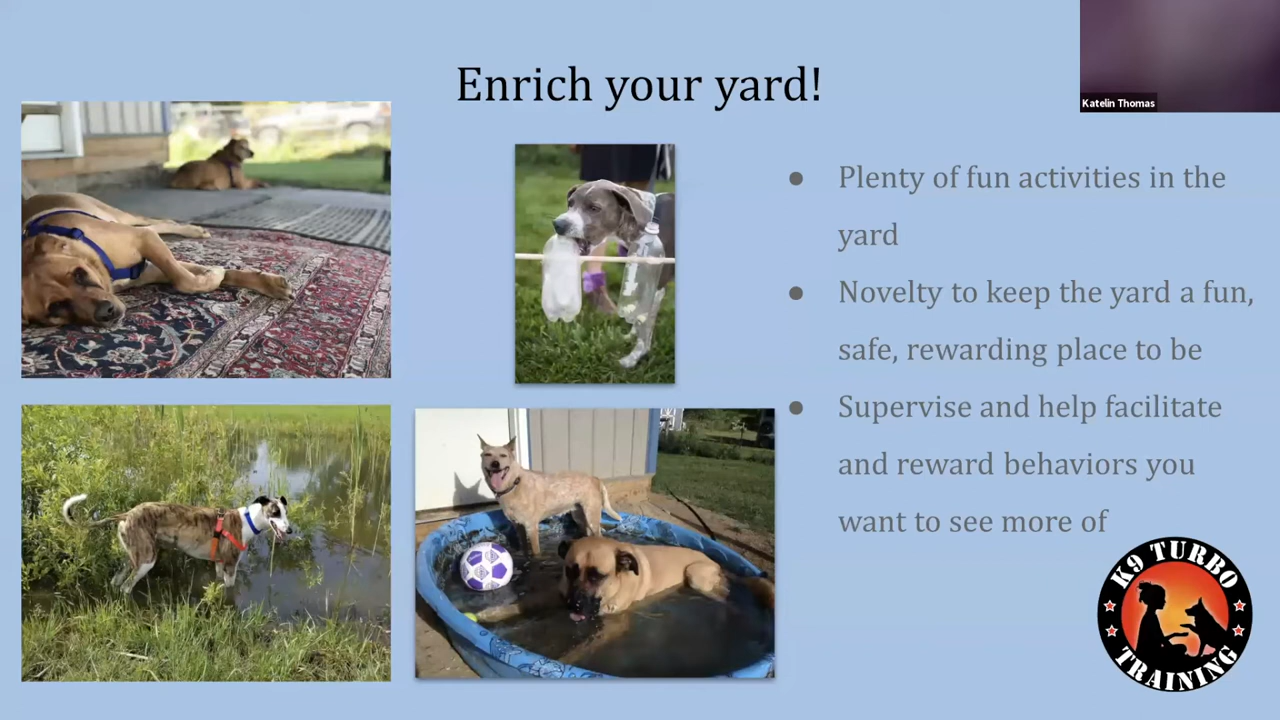 Enrich your yard!
Katelin Thomas
● Plenty of fun activities in the
yard
● Novelty to keep the yard a fun,
safe, rewarding place to be
● Supervise and help facilitate
and reward behaviors you
want to see more of
K9 TURBO
TRAINING